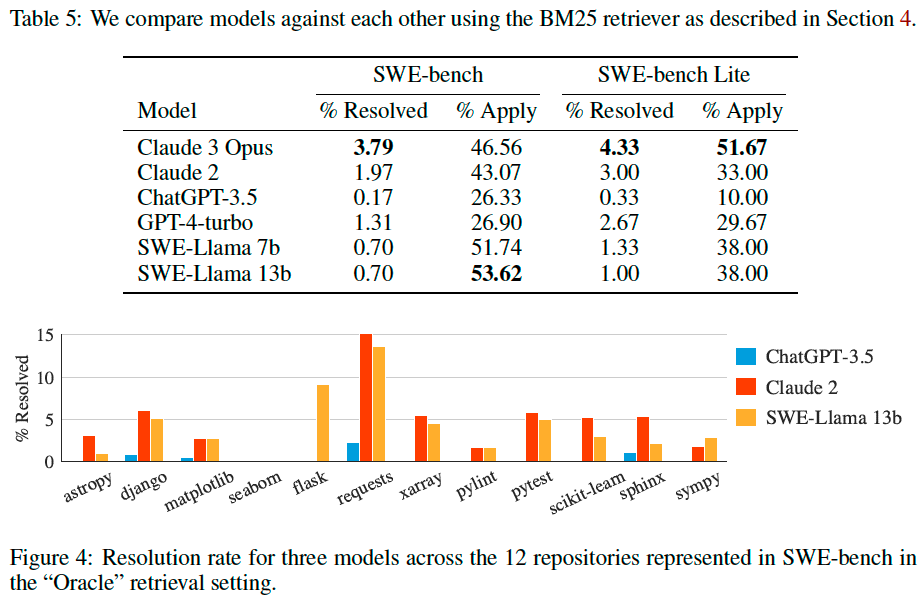 Table 5: We compare models against each other using the BM25 retriever as described in Section 4.
SWE-bench SWE-bench Lite
Model % Resolved % Apply % Resolved % Apply
Claude 3 Opus 3.79 46.56 4.33 51.67
Claude 2 1.97 43.07 3.00 33.00
ChatGPT-3.5 0.17 26.33 0.33 10.00
GPT-4-turbo 1.31 26.90 2.67 29.67
SWE-Llama 7b 0.70 51.74 1.33 38.00
SWE-Llama 13b 0.70 53.62 1.00 38.00
% Resolved
15
10
5
0
astropy django matplotlib seaborn flask requests xarray pylint pytest scikit-learn sphinx sympy
ChatGPT-3.5
Claude 2
SWE-Llama 13b
Figure 4: Resolution rate for three models across the 12 repositories represented in SWE-bench in
the “Oracle” retrieval setting.